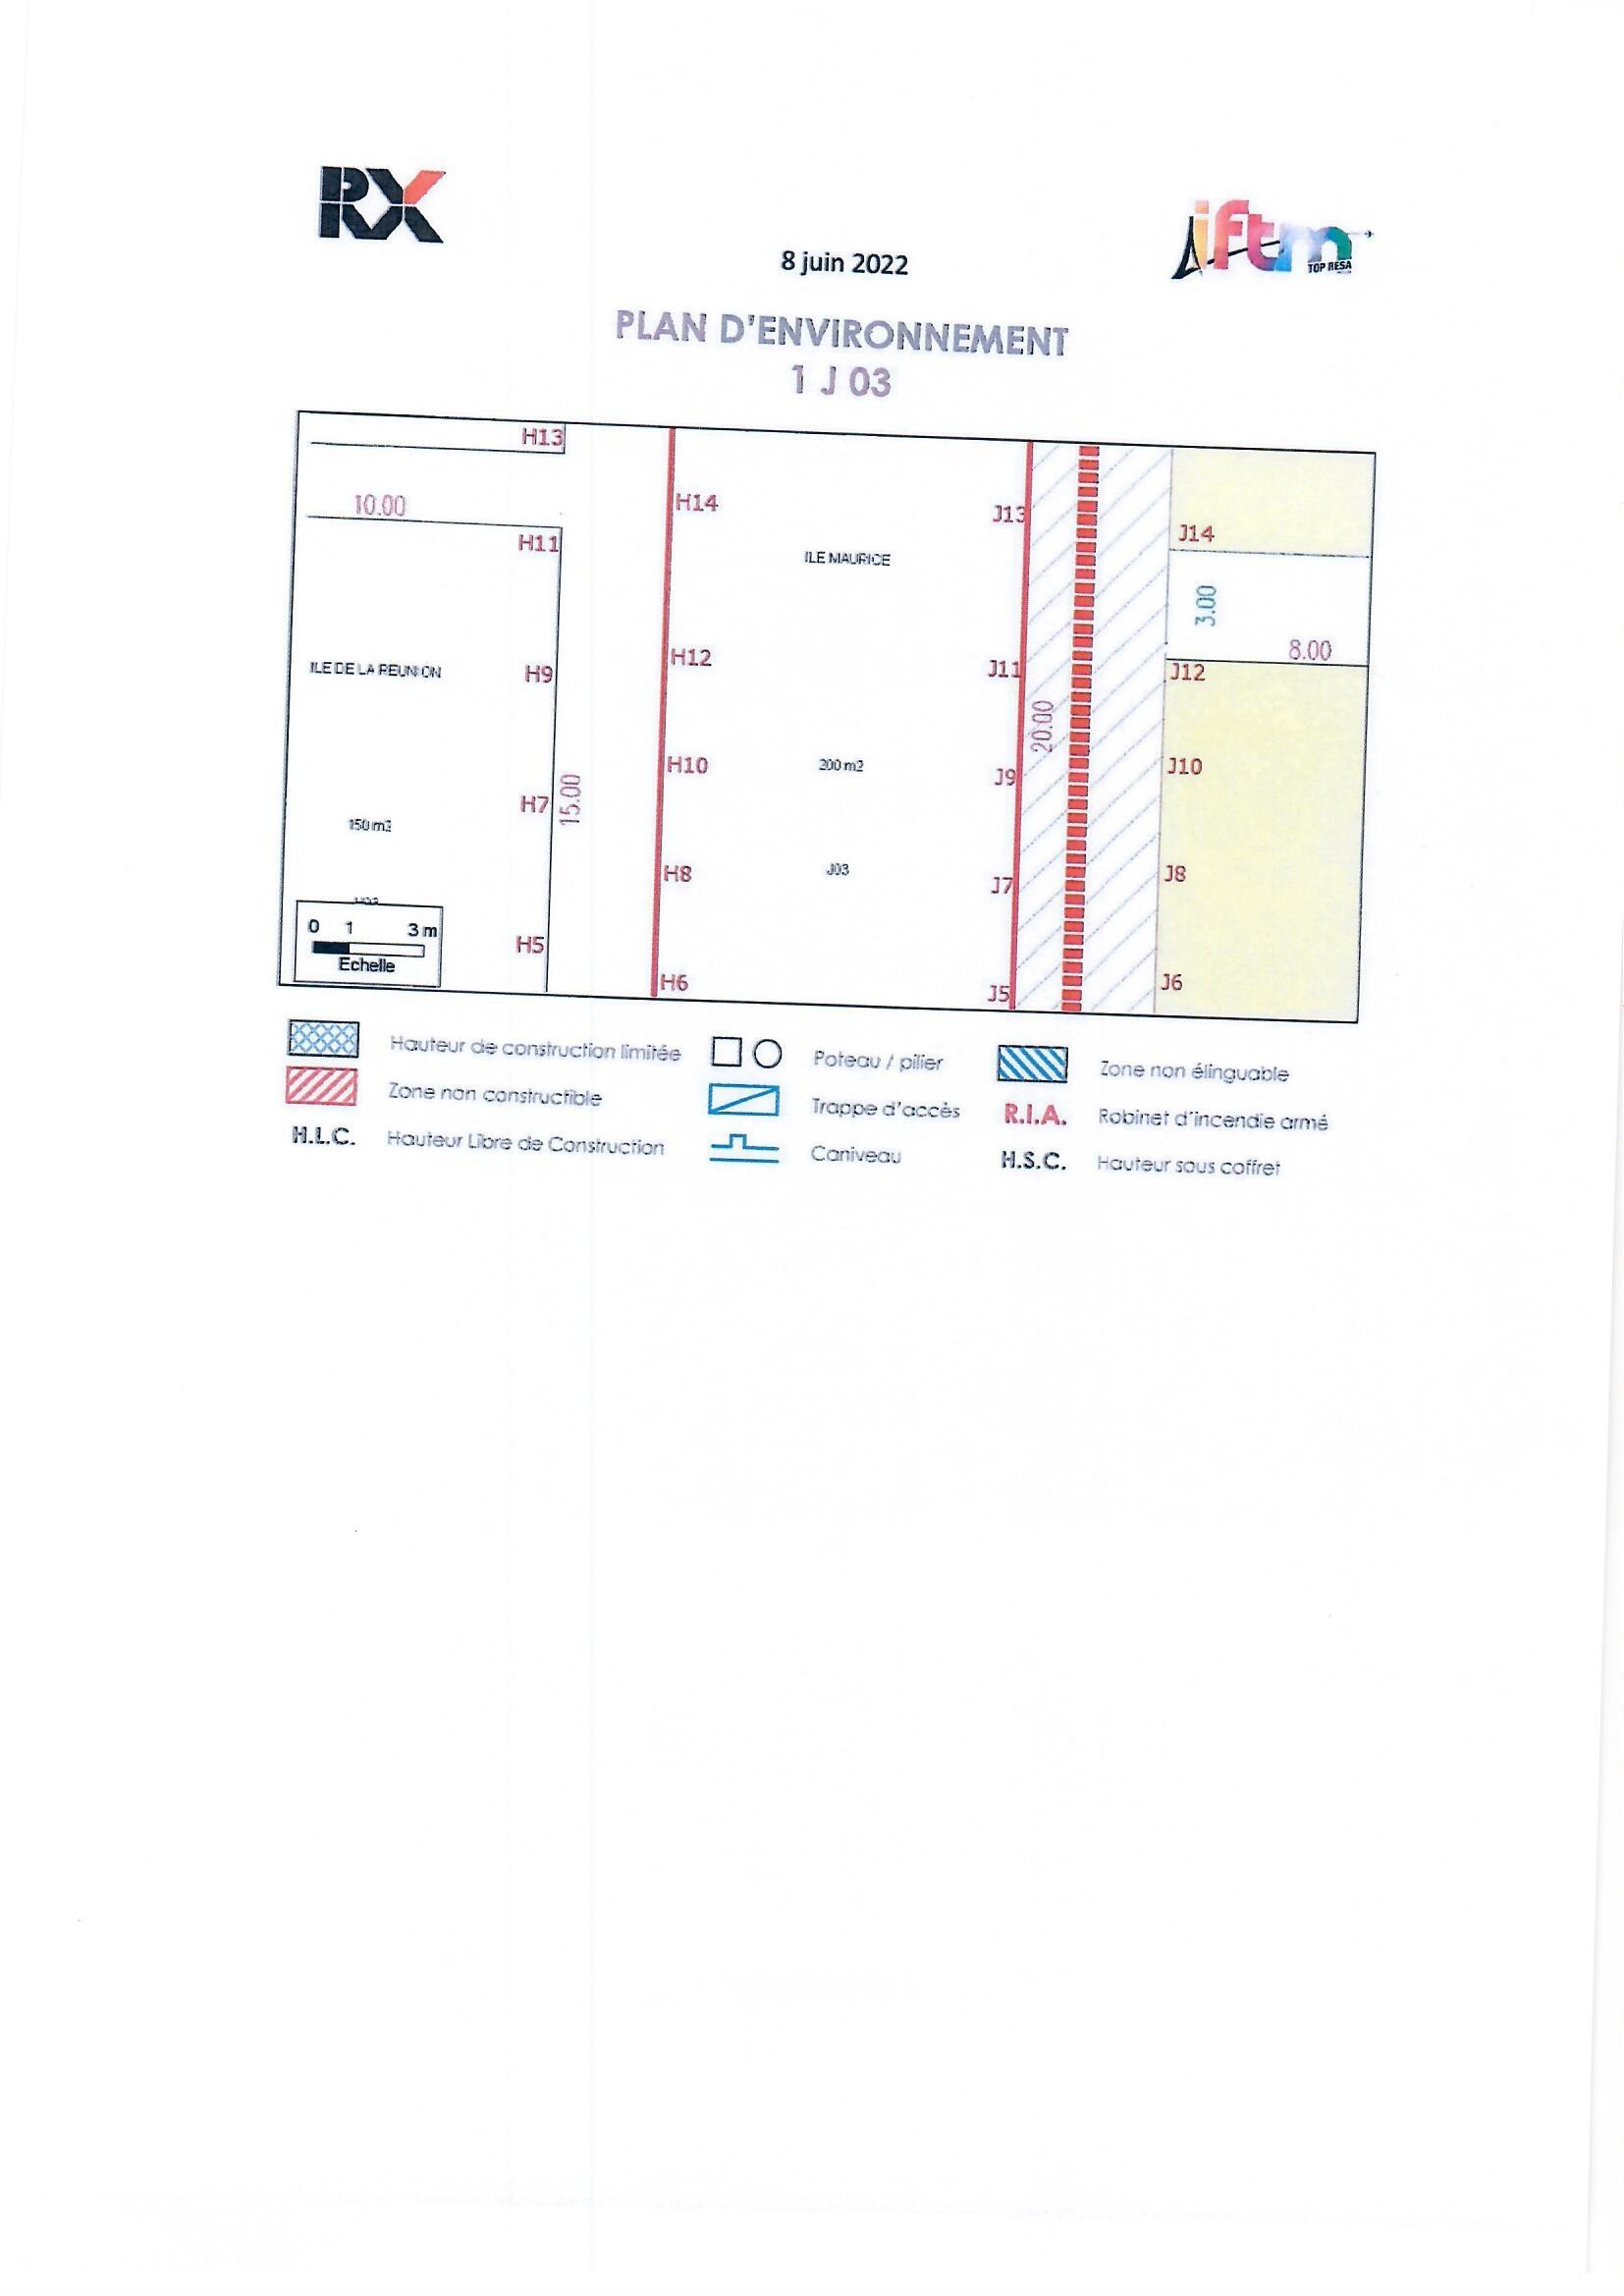 RX
iftm
TOP RESA
8 juin 2022
PLAN D'ENVIRONNEMENT
1 J 03
H13
10.00
H14
J13
J14
H11
ILE MAURICE
3.00
8.00
ILE DE LA REUNION
H9
H12
J11
J12
20.00
H10
200 m2
J9
J10
H7
15.00
150 m2
H8
J03
J7
J8
0 1 3 m
Echelle
H5
H6
J5
J6
Hauteur de construction limitée
Poteau / pilier
Zone non élinguable
Zone non constructible
Trappe d'accès
R.I.A. Robinet d'incendie armé
H.L.C. Hauteur Libre de Construction
Caniveau
H.S.C. Hauteur sous coffret